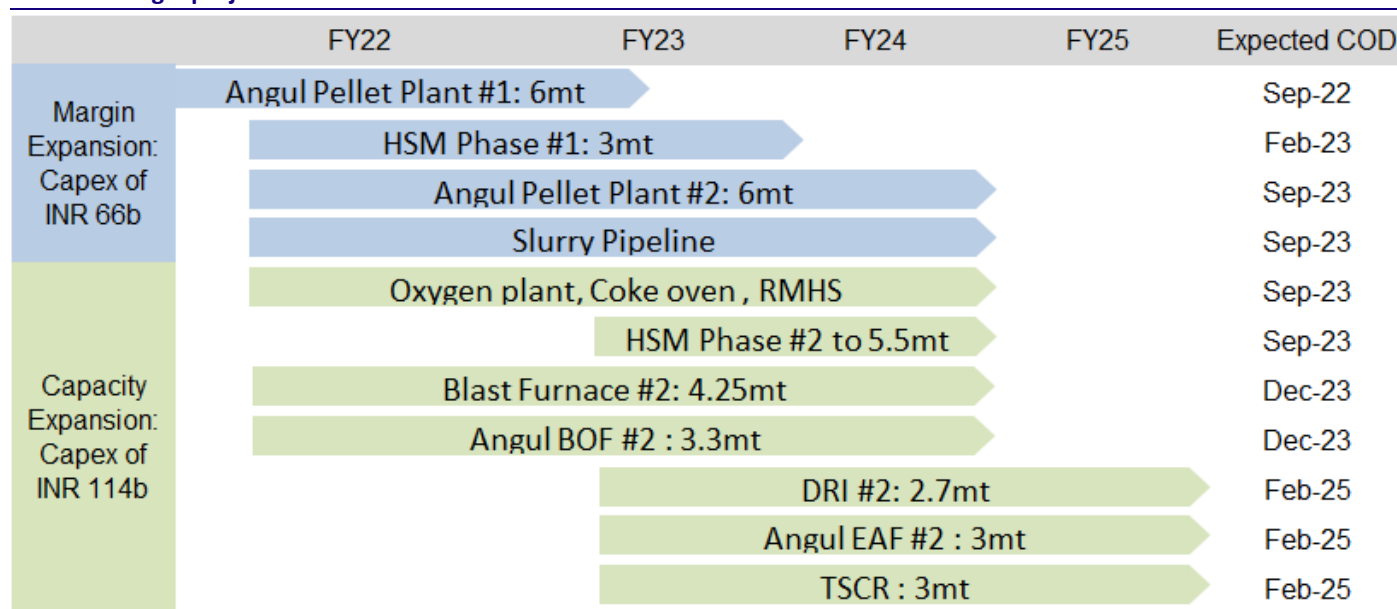 FY22 FY23 FY24 FY25 Expected COD
Margin
Expansion:
Capex of
INR 66b
Angul Pellet Plant #1: 6mt Sep-22
HSM Phase #1: 3mt Feb-23
Angul Pellet Plant #2: 6mt Sep-23
Slurry Pipeline Sep-23
Capacity
Expansion:
Capex of
INR 114b
Oxygen plant, Coke oven , RMHS Sep-23
HSM Phase #2 to 5.5mt Sep-23
Blast Furnace #2: 4.25mt Dec-23
Angul BOF #2 : 3.3mt Dec-23
DRI #2: 2.7mt Feb-25
Angul EAF #2 : 3mt Feb-25
TSCR : 3mt Feb-25